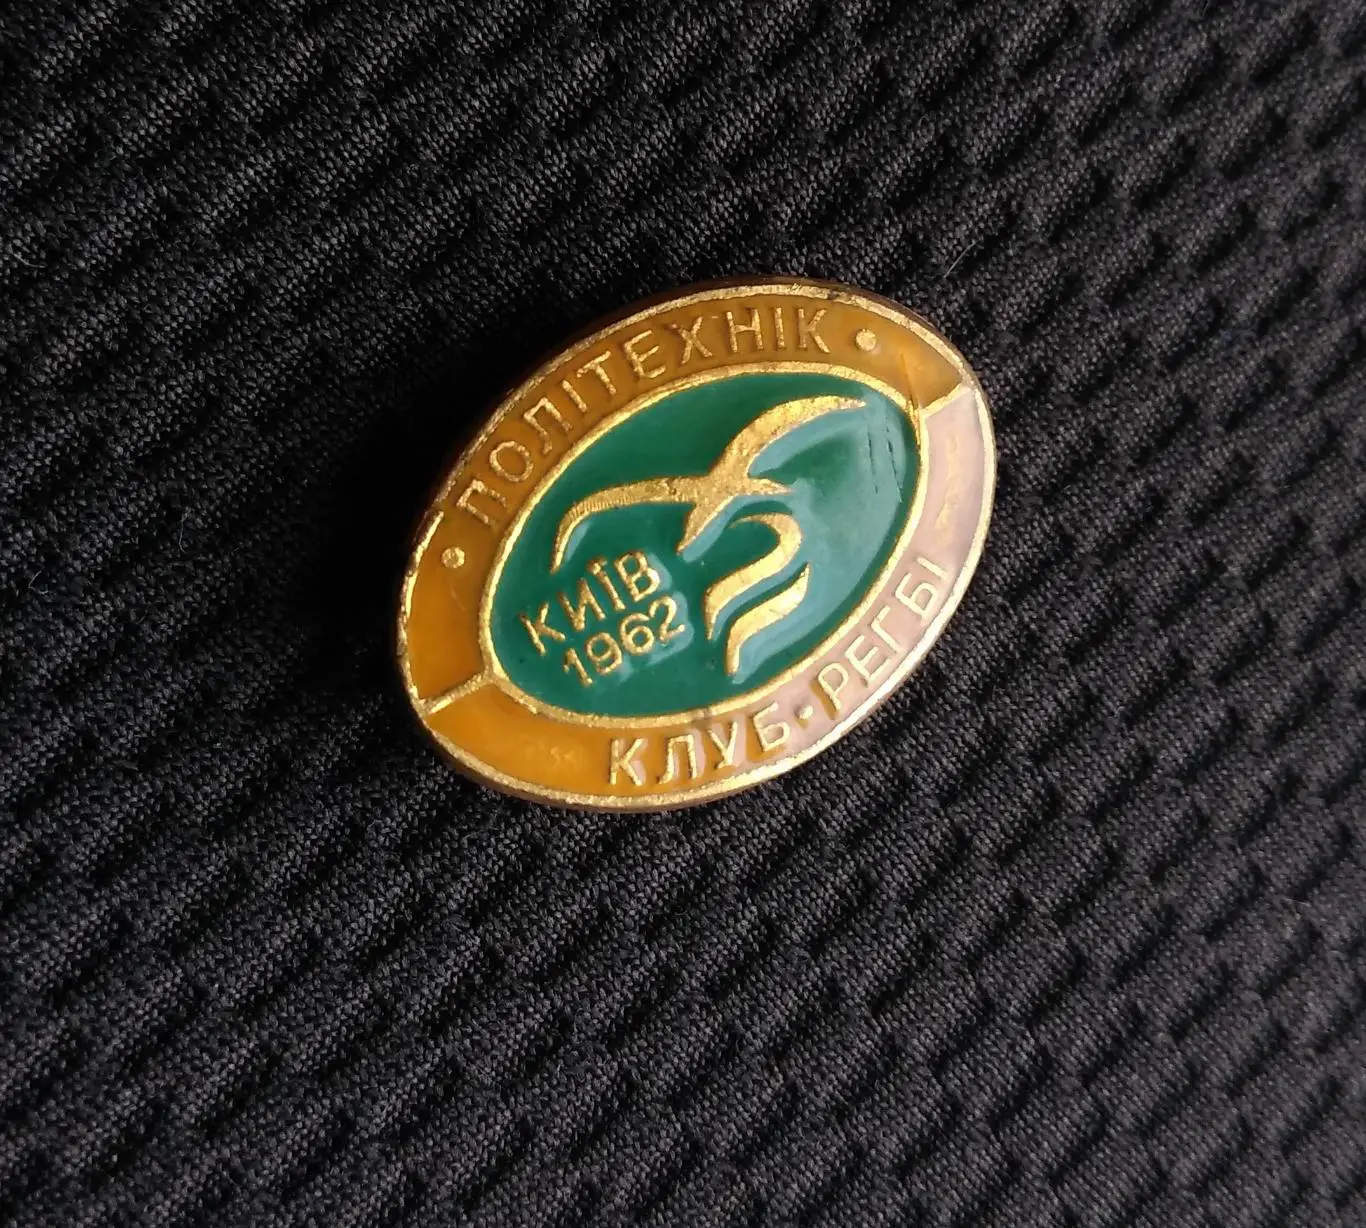 • ПОЛІТЕХНІК •
КИЇВ
1962
КЛУБ • РЕГБІ